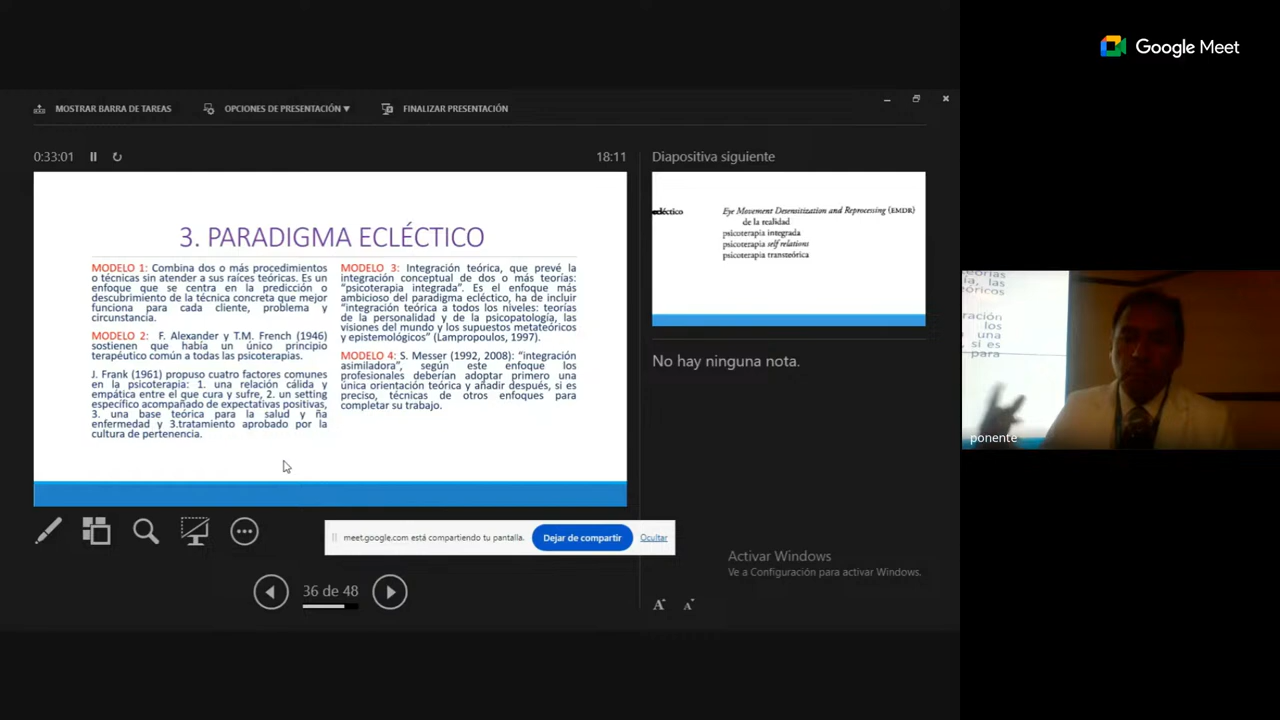 Google Meet
MOSTRAR BARRA DE TAREAS
OPCIONES DE PRESENTACIÓN ▼
FINALIZAR PRESENTACIÓN
0:33:01
18:11
Diapositiva siguiente
3. PARADIGMA ECLÉCTICO
MODELO 1: Combina dos o más procedimientos
o técnicas sin atender a sus raíces teóricas. Es un
enfoque que se centra en la predicción o
descubrimiento de la técnica concreta que mejor
funciona para cada cliente, problema y
circunstancia.
MODELO 2: F. Alexander y T.M. French (1946)
sostienen que había un único principio
terapéutico común a todas las psicoterapias.
J. Frank (1961) propuso cuatro factores comunes
en la psicoterapia: 1. una relación cálida y
empática entre el que cura y sufre, 2. un setting
específico acompañado de expectativas positivas,
3. una base teórica para la salud y ña
enfermedad y 3.tratamiento aprobado por la
cultura de pertenencia.
MODELO 3: Integración teórica, que prevé la
integración conceptual de dos o más teorías:
"psicoterapia integrada". Es el enfoque más
ambicioso del paradigma ecléctico, ha de incluir
"integración teórica a todos los niveles: teorías
de la personalidad y de la psicopatología, las
visiones del mundo y los supuestos metateóricos
y epistemológicos" (Lampropoulos, 1997).
MODELO 4: S. Messer (1992, 2008): "integración
asimiladora", según este enfoque los
profesionales deberían adoptar primero una
única orientación teórica y añadir después, si es
preciso, técnicas de otros enfoques para
completar su trabajo.
ecléctico
Eye Movement Desensitization and Reprocessing (EMDR)
de la realidad
psicoterapia integrada
psicoterapia self relations
psicoterapia transteórica
No hay ninguna nota.
meet.google.com está compartiendo tu pantalla.
Dejar de compartir
Ocultar
36 de 48
Activar Windows
Ve a Configuración para activar Windows.
A
A
las
óricos
ración
los
una
si es
para
ponente